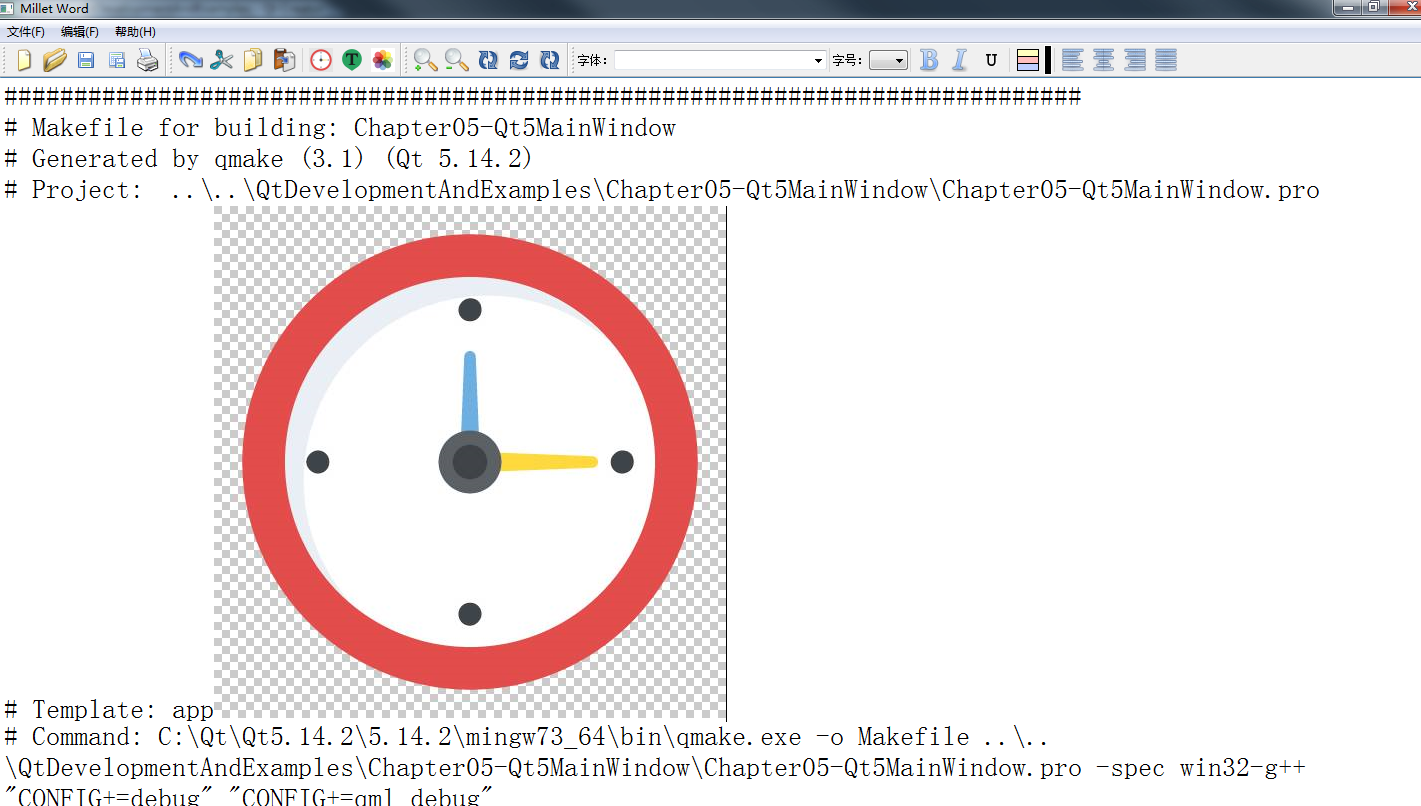 Millet Word
文件(F) 编辑(F) 帮助(H)
T 字体: 字号: B I U
#############################################################################
# Makefile for building: Chapter05-Qt5MainWindow
# Generated by qmake (3.1) (Qt 5.14.2)
# Project:  ..\..\QtDevelopmentAndExamples\Chapter05-Qt5MainWindow\Chapter05-Qt5MainWindow.pro
# Template: app
# Command: C:\Qt\Qt5.14.2\5.14.2\mingw73_64\bin\qmake.exe -o Makefile ..\..
\QtDevelopmentAndExamples\Chapter05-Qt5MainWindow\Chapter05-Qt5MainWindow.pro -spec win32-g++
"CONFIG+=debug" "CONFIG+=qml_debug"